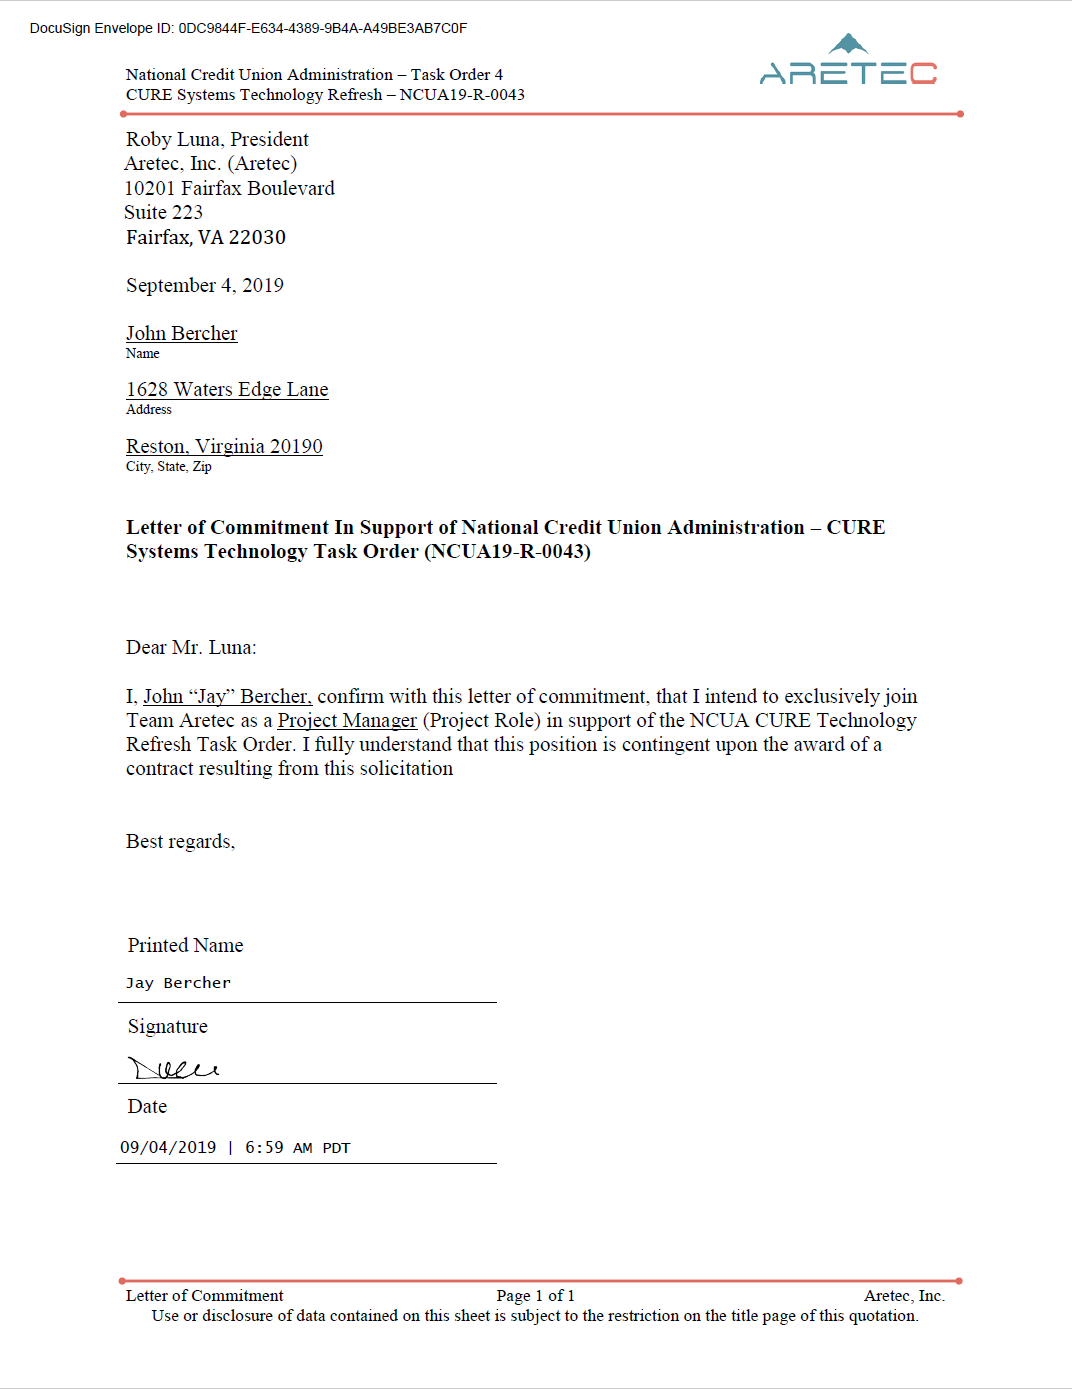 DocuSign Envelope ID: 0DC9844F-E634-4389-9B4A-A49BE3AB7C0F
National Credit Union Administration – Task Order 4
CURE Systems Technology Refresh – NCUA19-R-0043
ARETEC
Roby Luna, President
Aretec, Inc. (Aretec)
10201 Fairfax Boulevard
Suite 223
Fairfax, VA 22030
September 4, 2019
John Bercher
Name
1628 Waters Edge Lane
Address
Reston, Virginia 20190
City, State, Zip
Letter of Commitment In Support of National Credit Union Administration – CURE
Systems Technology Task Order (NCUA19-R-0043)
Dear Mr. Luna:
I, John “Jay” Bercher, confirm with this letter of commitment, that I intend to exclusively join
Team Aretec as a Project Manager (Project Role) in support of the NCUA CURE Technology
Refresh Task Order. I fully understand that this position is contingent upon the award of a
contract resulting from this solicitation
Best regards,
Printed Name
Jay Bercher
Signature
Date
09/04/2019 | 6:59 AM PDT
Letter of Commitment Page 1 of 1 Aretec, Inc.
Use or disclosure of data contained on this sheet is subject to the restriction on the title page of this quotation.